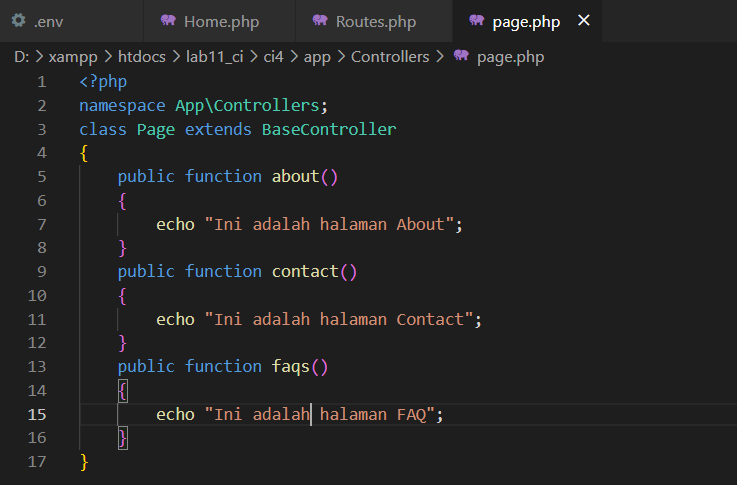 .env Home.php Routes.php page.php
D: > xampp > htdocs > lab11_ci > ci4 > app > Controllers > page.php
1 <?php
2 namespace App\Controllers;
3 class Page extends BaseController
4 {
5     public function about()
6     {
7         echo "Ini adalah halaman About";
8     }
9     public function contact()
10     {
11         echo "Ini adalah halaman Contact";
12     }
13     public function faqs()
14     {
15         echo "Ini adalah halaman FAQ";
16     }
17 }